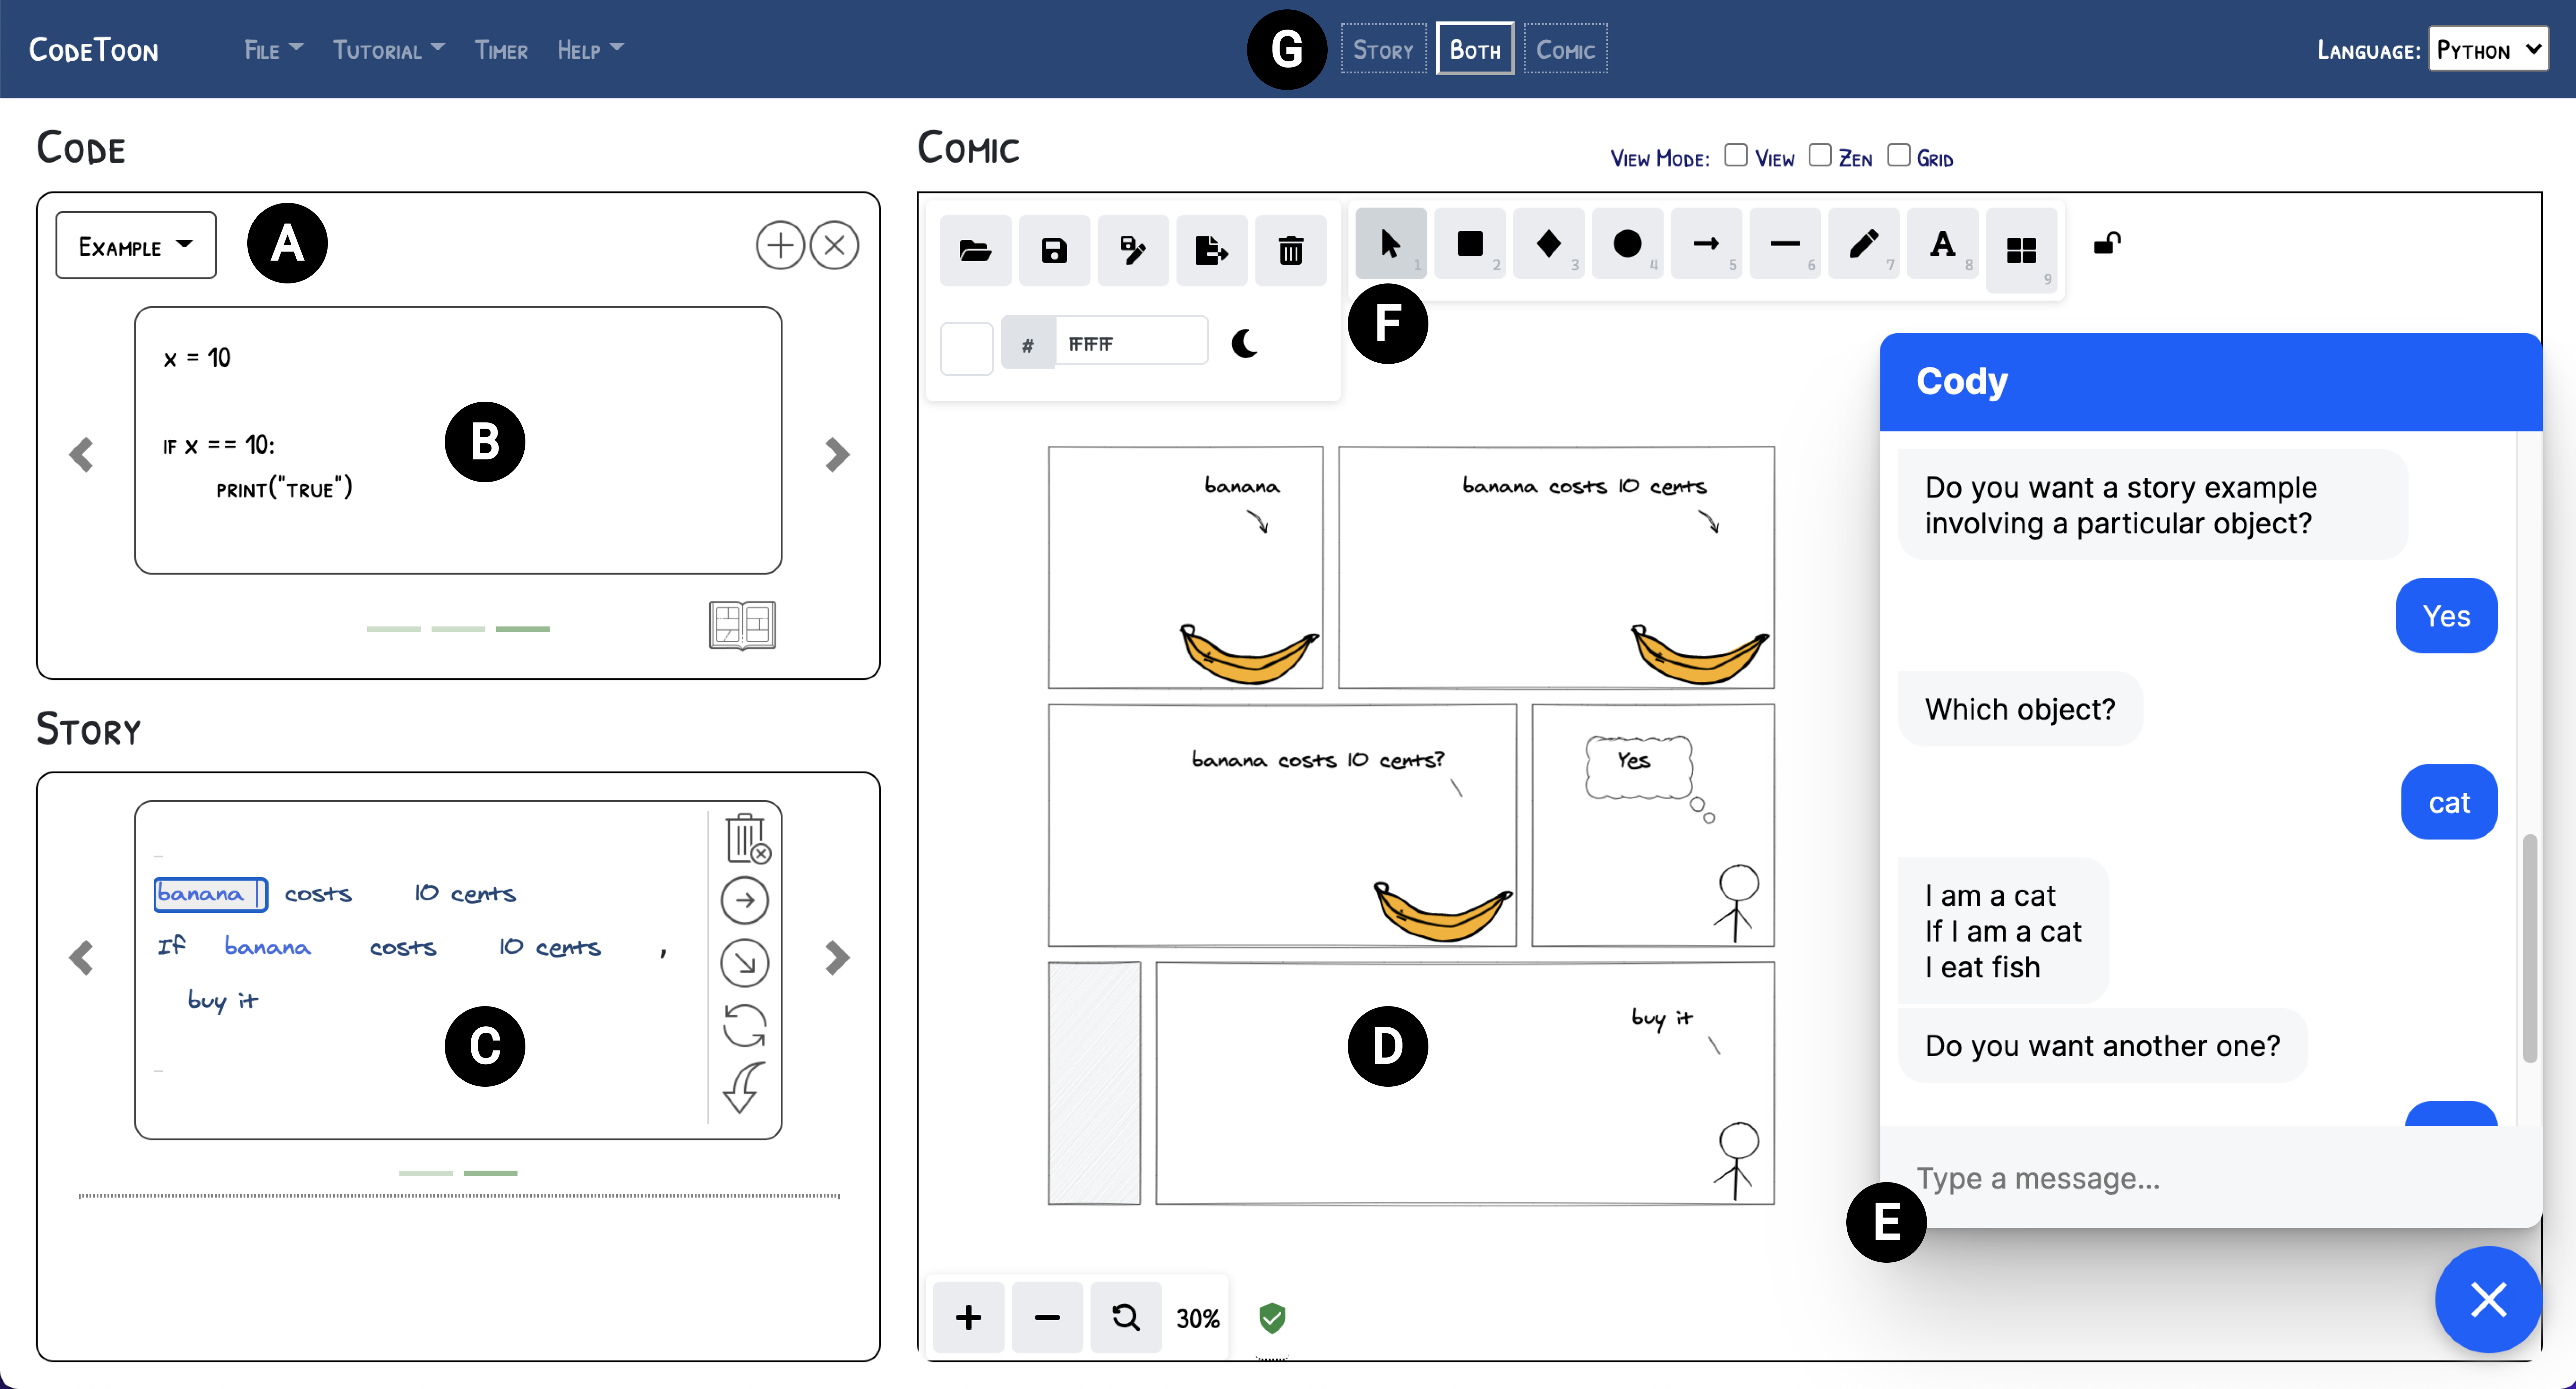 CodeToon
File
Tutorial
Timer
Help
G
Story
Both
Comic
Language:
Python
Code
Example
A
x = 10
if x == 10:
print("true")
B
Story
banana costs 10 cents
If banana costs 10 cents ,
buy it
C
Comic
View Mode:
View
Zen
Grid
1
2
3
4
5
6
A
7
8
9
# ffff
F
banana
banana costs 10 cents
banana costs 10 cents?
Yes
buy it
D
30%
Cody
Do you want a story example
involving a particular object?
Yes
Which object?
cat
I am a cat
If I am a cat
I eat fish
Do you want another one?
Type a message...
E